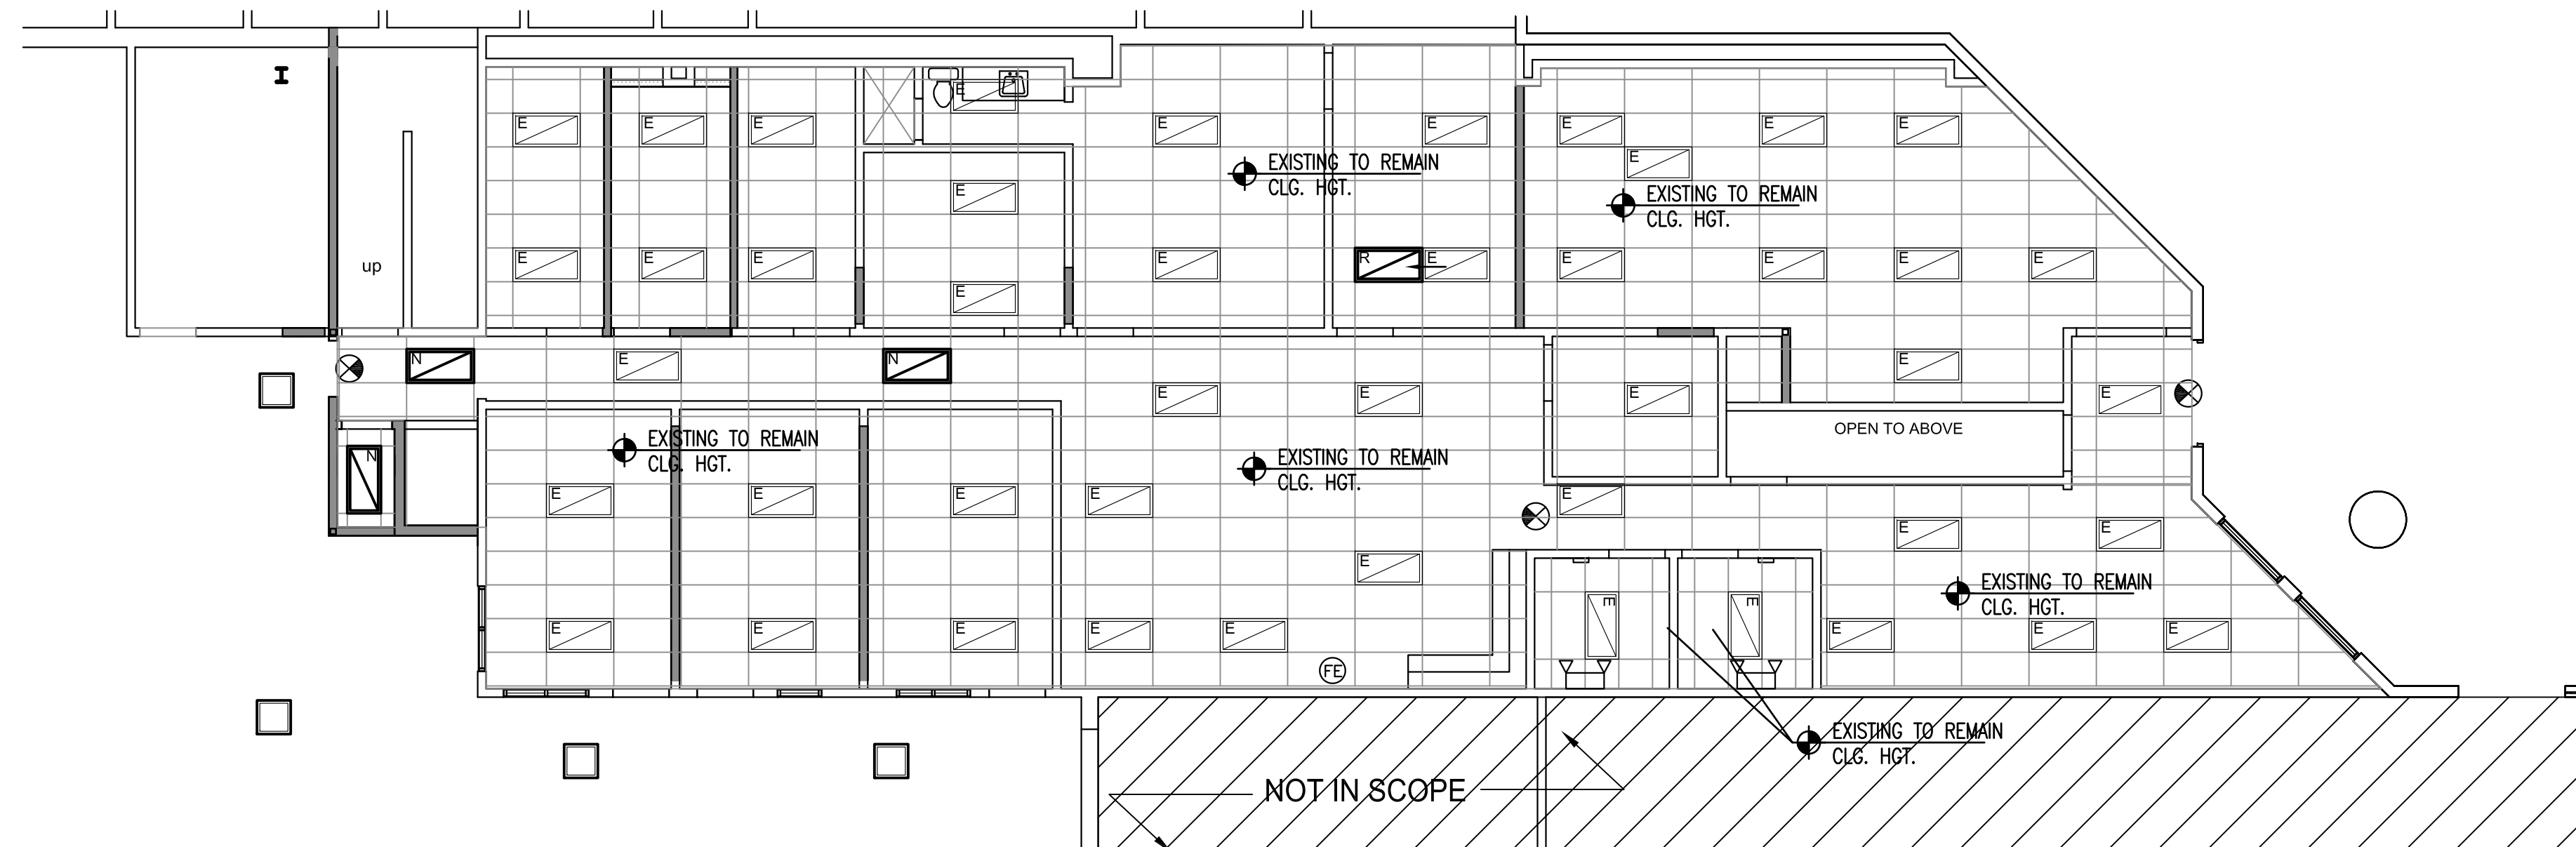 E
E
E
E
E
E
E
E
E
E
EXISTING TO REMAIN
CLG. HGT.
E
EXISTING TO REMAIN
CLG. HGT.
E
E
E
E
R
E
E
E
E
E
up
E
N
E
N
E
E
E
E
E
OPEN TO ABOVE
EXISTING TO REMAIN
CLG. HGT.
N
EXISTING TO REMAIN
CLG. HGT.
E
E
E
E
E
E
E
E
EXISTING TO REMAIN
CLG. HGT.
E
E
E
E
E
E
E
E
E
E
FE
EXISTING TO REMAIN
CLG. HGT.
NOT IN SCOPE